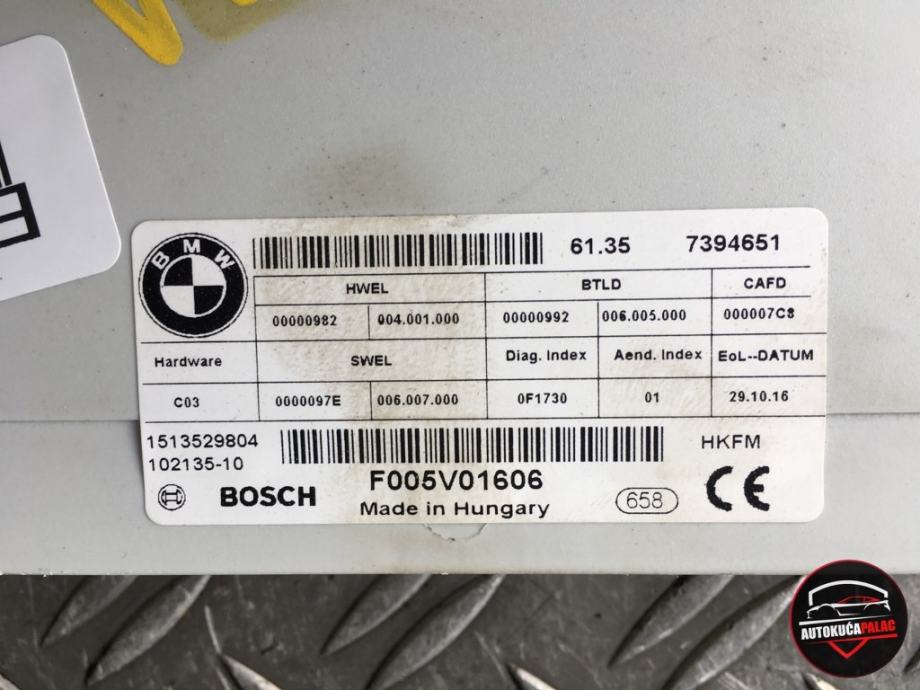 BMW
61.35 7394651
HWEL BTLD CAFD
00000982 004.001.000 00000992 006.005.000 000007C8
Hardware SWEL Diag. Index Aend. Index EoL--DATUM
C03 0000097E 006.007.000 0F1730 01 29.10.16
1513529804 HKFM
102135-10
F005V01606
BOSCH Made in Hungary 658 CE
AUTOKUĆAPALAC